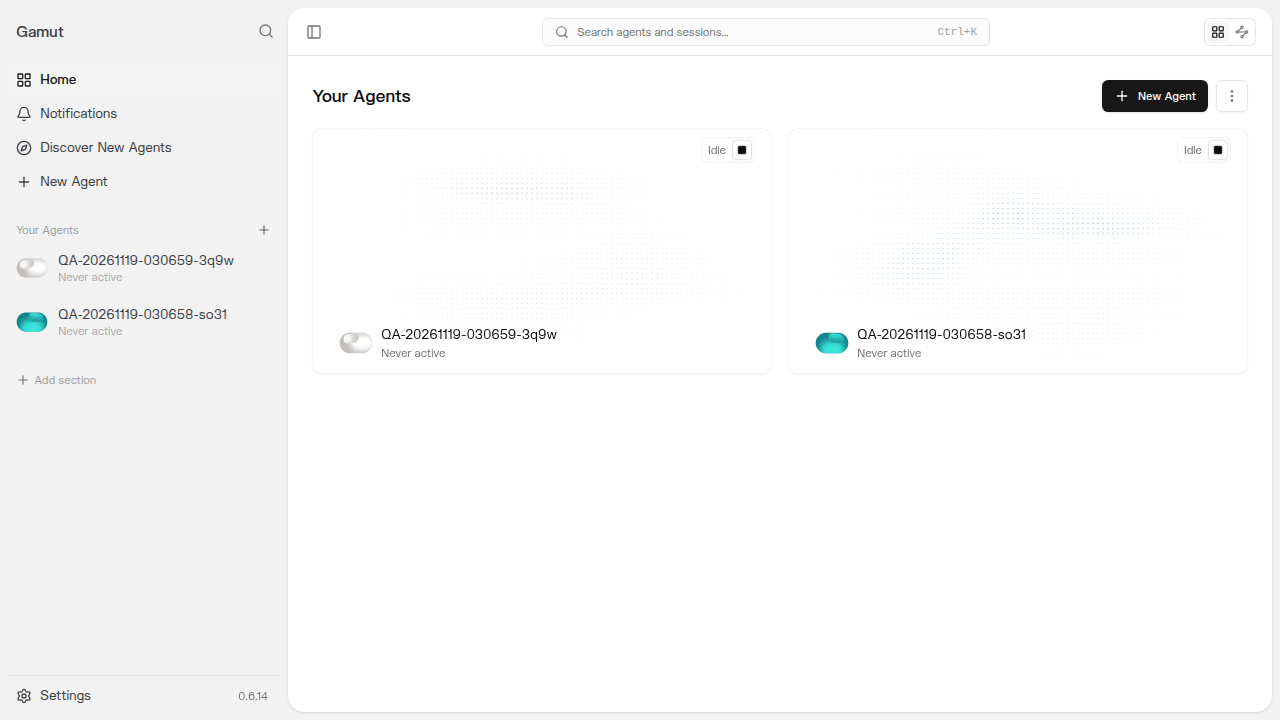 Gamut
Home
Notifications
Discover New Agents
New Agent
Your Agents
QA-20261119-030659-3q9w
Never active
QA-20261119-030658-so31
Never active
Add section
Settings
0.6.14
Search agents and sessions...
Ctrl+K
Your Agents
New Agent
Idle
QA-20261119-030659-3q9w
Never active
Idle
QA-20261119-030658-so31
Never active